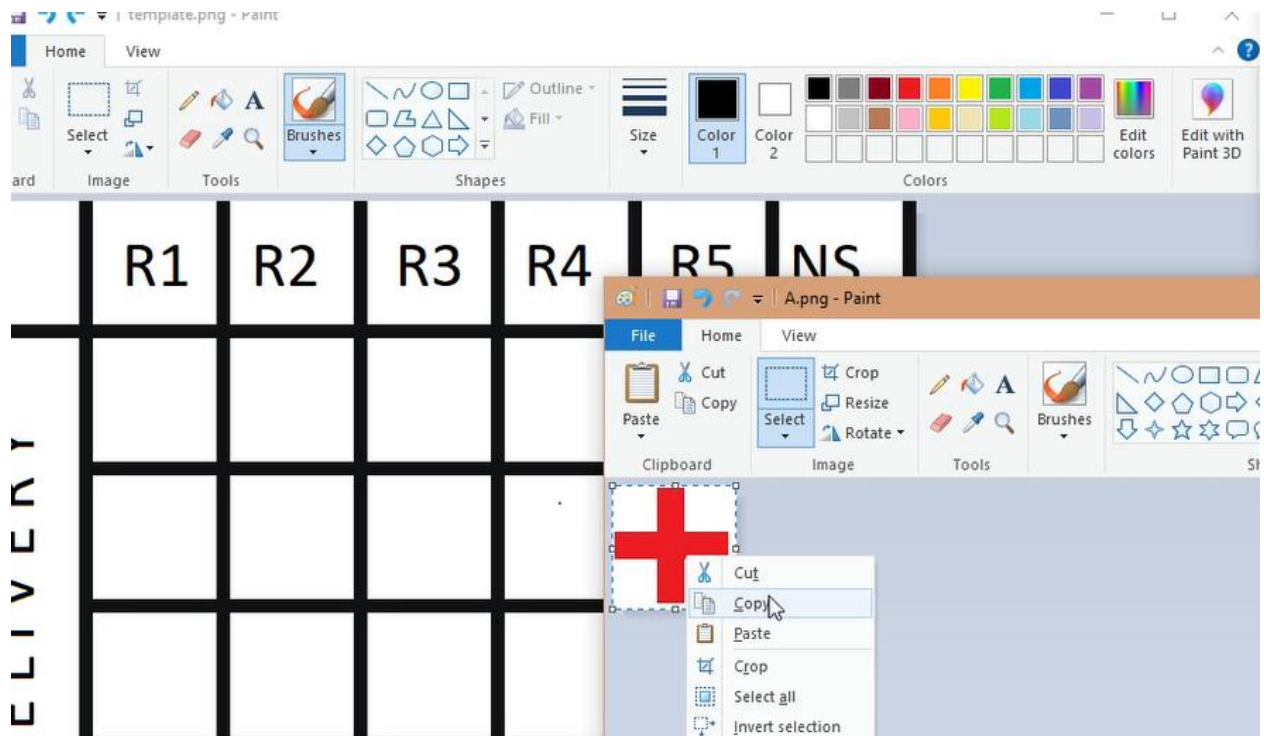 template.png - Paint
Home View
Select
Brushes
Outline
Fill
Size
Color 1
Color 2
Edit colors
Edit with Paint 3D
ard Image Tools Shapes Colors
R1 R2 R3 R4 R5 NS
ELIVERY
A.png - Paint
File Home View
Paste
Cut
Copy
Select
Crop
Resize
Rotate
Brushes
Clipboard Image Tools
Cut
Copy
Paste
Crop
Select all
Invert selection